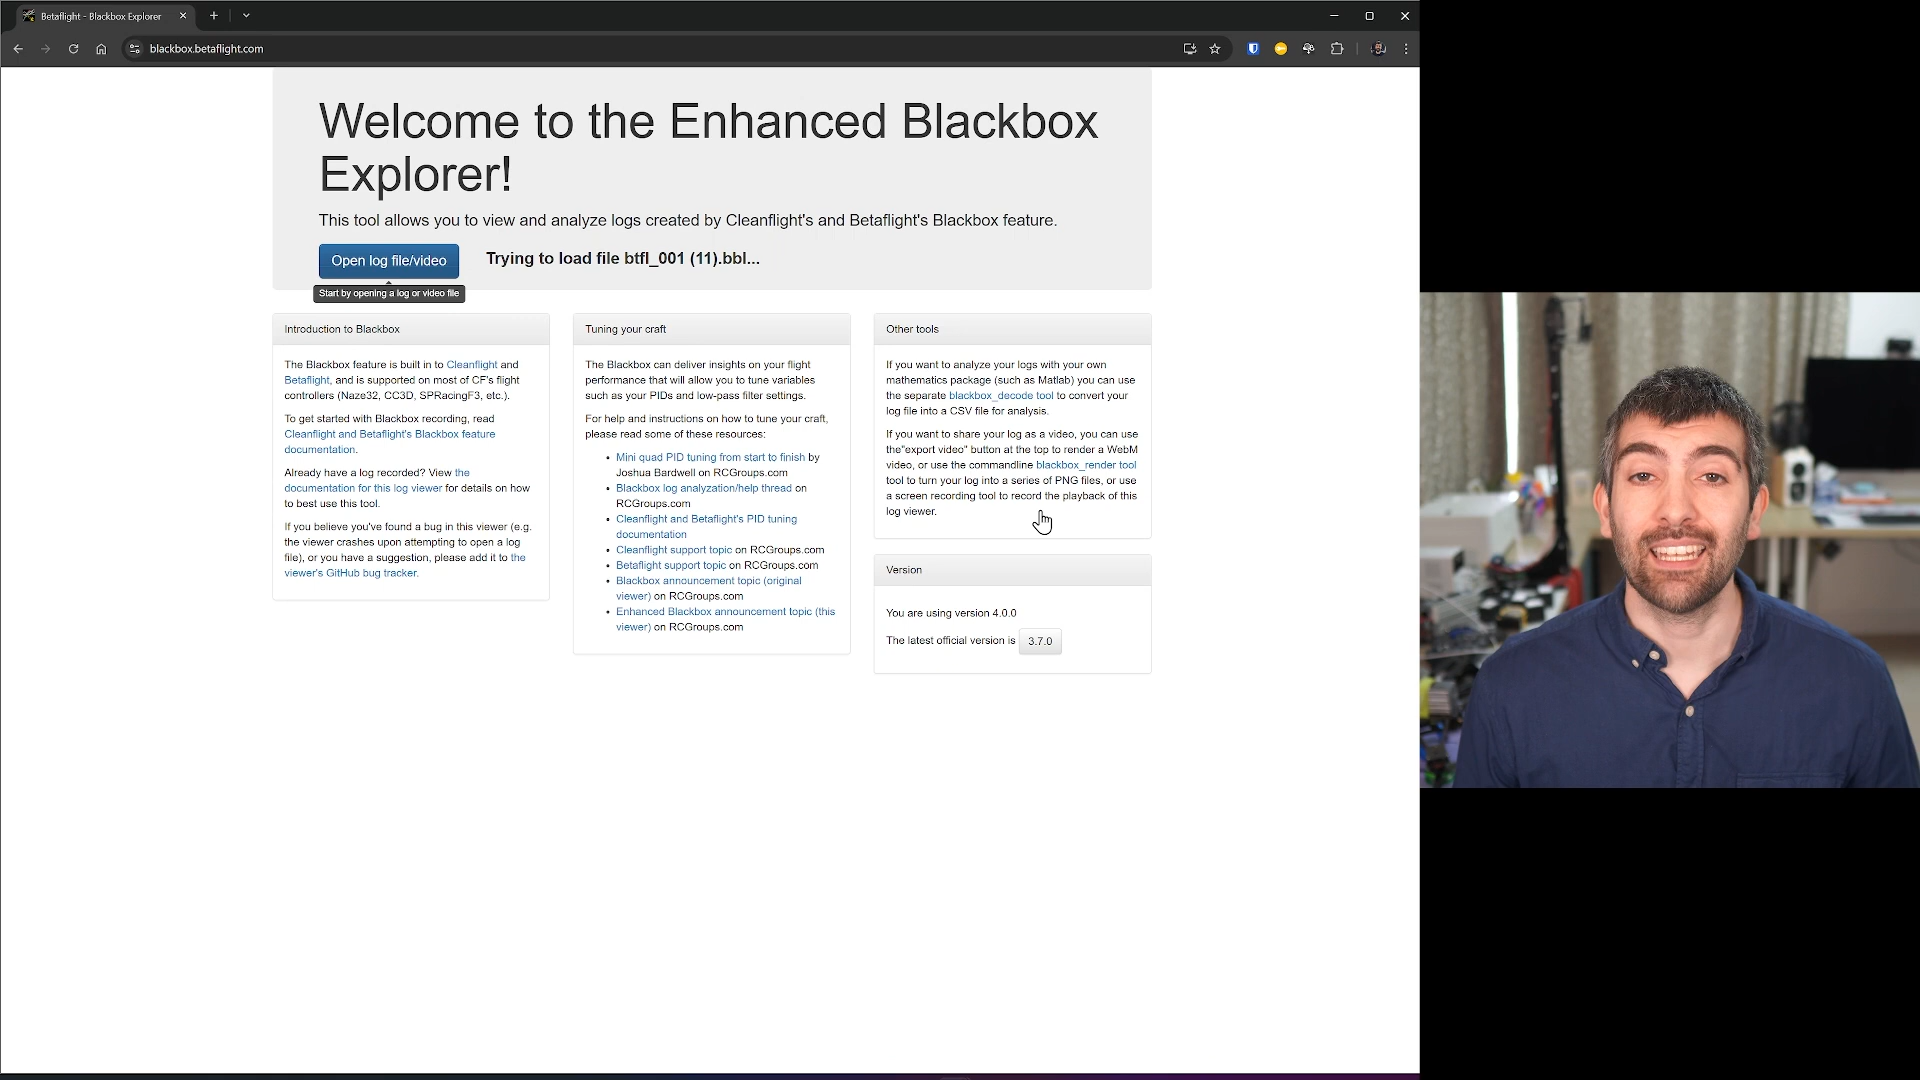 Betaflight - Blackbox Explorer
blackbox.betaflight.com
Welcome to the Enhanced Blackbox
Explorer!
This tool allows you to view and analyze logs created by Cleanflight's and Betaflight's Blackbox feature.
Open log file/video
Trying to load file btfl_001 (11).bbl...
Start by opening a log or video file
Introduction to Blackbox
The Blackbox feature is built in to Cleanflight and
Betaflight, and is supported on most of CF's flight
controllers (Naze32, CC3D, SPRacingF3, etc.).
To get started with Blackbox recording, read
Cleanflight and Betaflight's Blackbox feature
documentation.
Already have a log recorded? View the
documentation for this log viewer for details on how
to best use this tool.
If you believe you've found a bug in this viewer (e.g.
the viewer crashes upon attempting to open a log
file), or you have a suggestion, please add it to the
viewer's GitHub bug tracker.
Tuning your craft
The Blackbox can deliver insights on your flight
performance that will allow you to tune variables
such as your PIDs and low-pass filter settings.
For help and instructions on how to tune your craft,
please read some of these resources:
• Mini quad PID tuning from start to finish by
Joshua Bardwell on RCGroups.com
• Blackbox log analyzation/help thread on
RCGroups.com
• Cleanflight and Betaflight's PID tuning
documentation
• Cleanflight support topic on RCGroups.com
• Betaflight support topic on RCGroups.com
• Blackbox announcement topic (original
viewer) on RCGroups.com
• Enhanced Blackbox announcement topic (this
viewer) on RCGroups.com
Other tools
If you want to analyze your logs with your own
mathematics package (such as Matlab) you can use
the separate blackbox_decode tool to convert your
log file into a CSV file for analysis.
If you want to share your log as a video, you can use
the"export video" button at the top to render a WebM
video, or use the commandline blackbox_render tool
tool to turn your log into a series of PNG files, or use
a screen recording tool to record the playback of this
log viewer.
Version
You are using version 4.0.0
The latest official version is 3.7.0